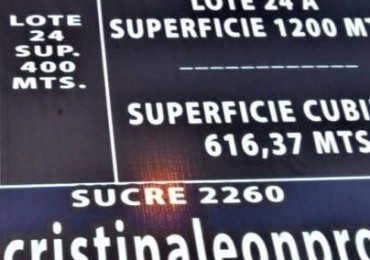 LOTE
24
SUP.
400
MTS.
LOTE 24 A
SUPERFICIE 1200 MT
SUPERFICIE CUBI
616,37 MTS
SUCRE 2260
cristinaleonpro